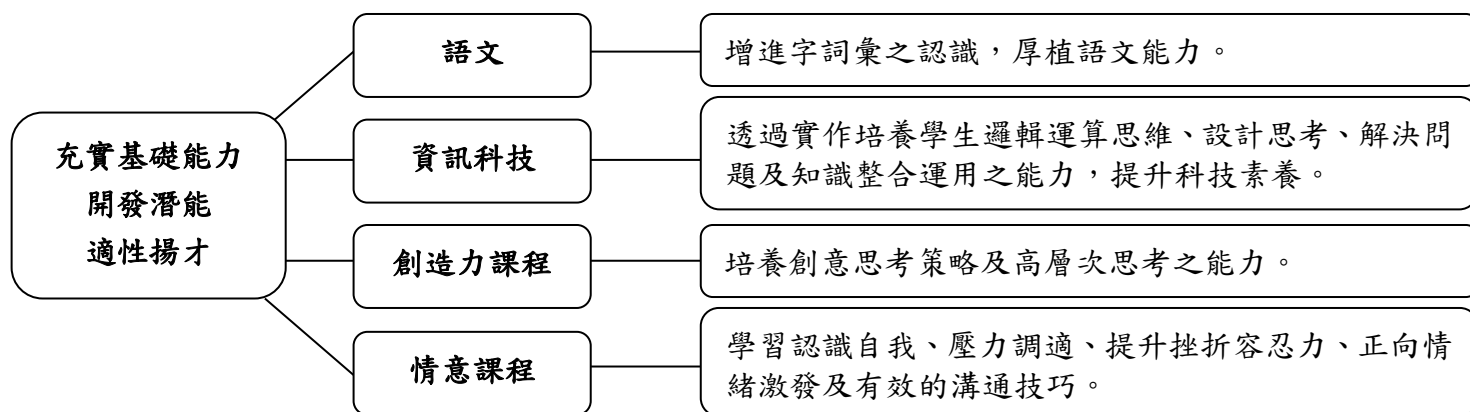 充實基礎能力
開發潛能
適性揚才
語文
增進字詞彙之認識，厚植語文能力。
資訊科技
透過實作培養學生邏輯運算思維、設計思考、解決問
題及知識整合運用之能力，提升科技素養。
創造力課程
培養創意思考策略及高層次思考之能力。
情意課程
學習認識自我、壓力調適、提升挫折容忍力、正向情
緒激發及有效的溝通技巧。